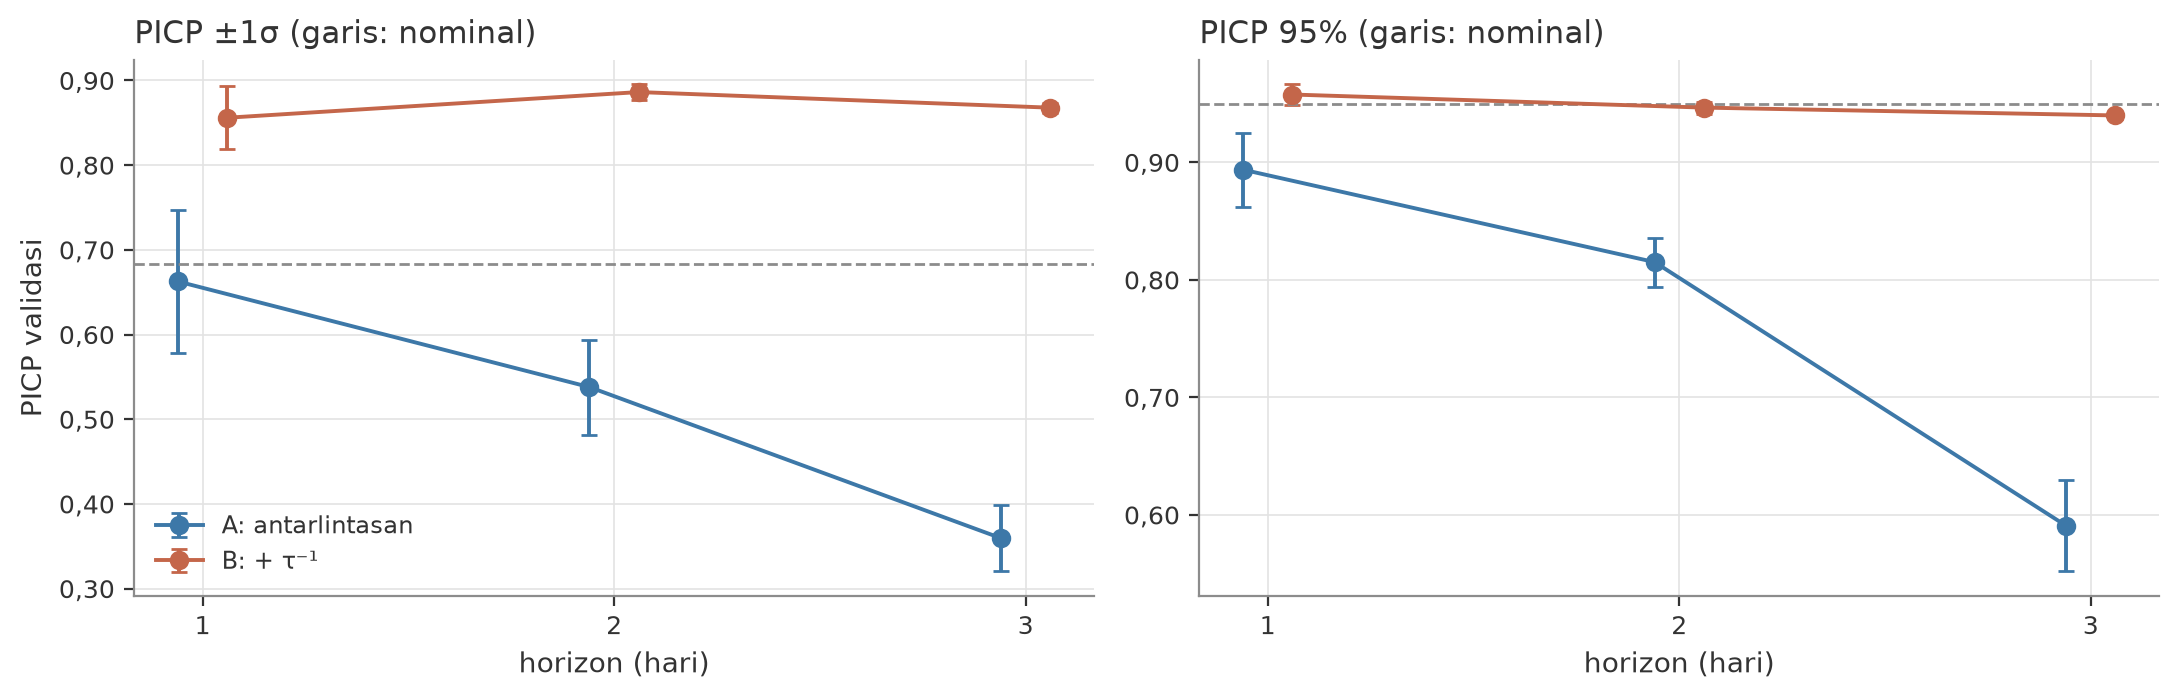 PICP ±1σ (garis: nominal)
0,90
0,80
0,70
0,60
0,50
0,40
0,30
PICP validasi
A: antarlintasan
B: + τ⁻¹
1
2
3
horizon (hari)
PICP 95% (garis: nominal)
0,90
0,80
0,70
0,60
1
2
3
horizon (hari)